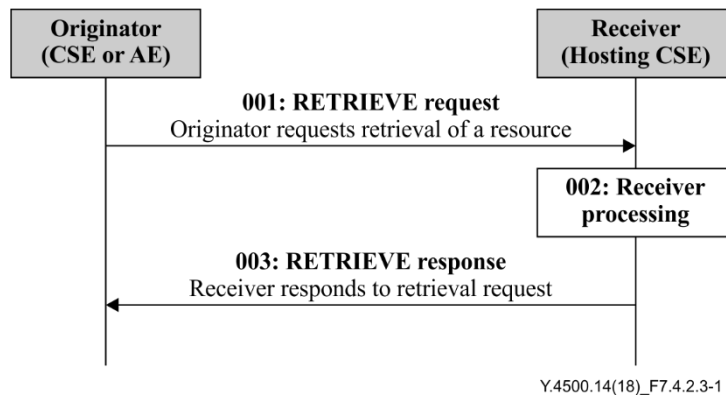 Originator
(CSE or AE)
Receiver
(Hosting CSE)
001: RETRIEVE request
Originator requests retrieval of a resource
002: Receiver
processing
003: RETRIEVE response
Receiver responds to retrieval request
Y.4500.14(18)_F7.4.2.3-1